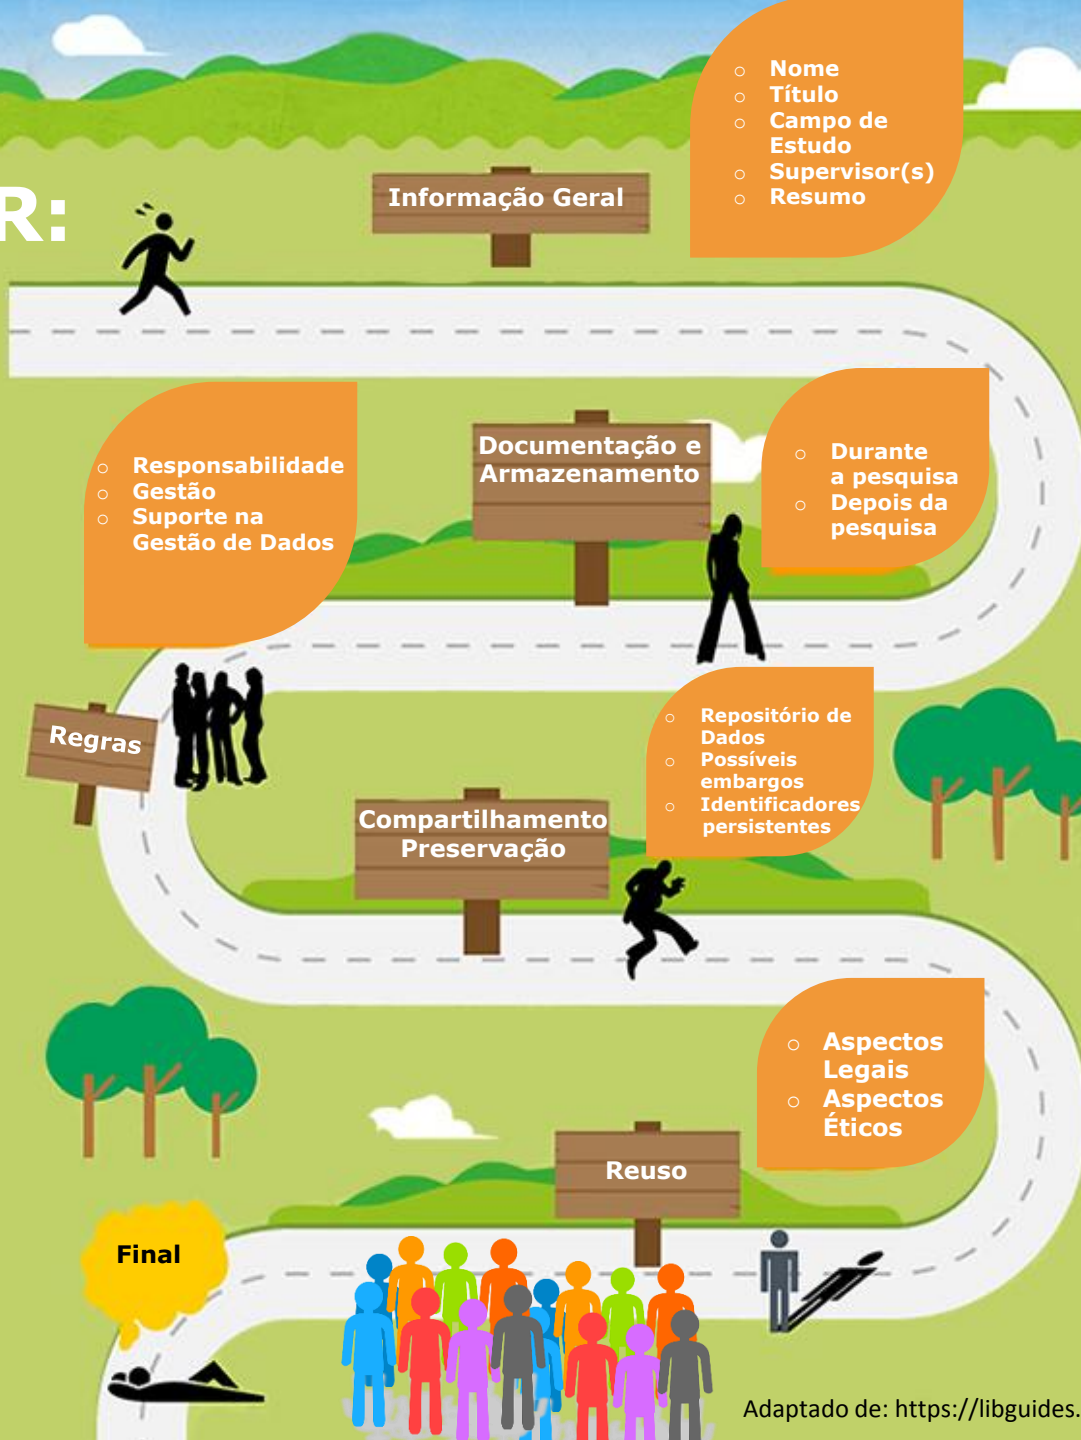 R:
Informação Geral
○ Nome
○ Título
○ Campo de
Estudo
○ Supervisor(s)
○ Resumo
Documentação e
Armazenamento
○ Durante
a pesquisa
○ Depois da
pesquisa
○ Responsabilidade
○ Gestão
○ Suporte na
Gestão de Dados
Regras
Compartilhamento
Preservação
○ Repositório de
Dados
○ Possíveis
embargos
○ Identificadores
persistentes
○ Aspectos
Legais
○ Aspectos
Éticos
Reuso
Final
Adaptado de: https://libguides.